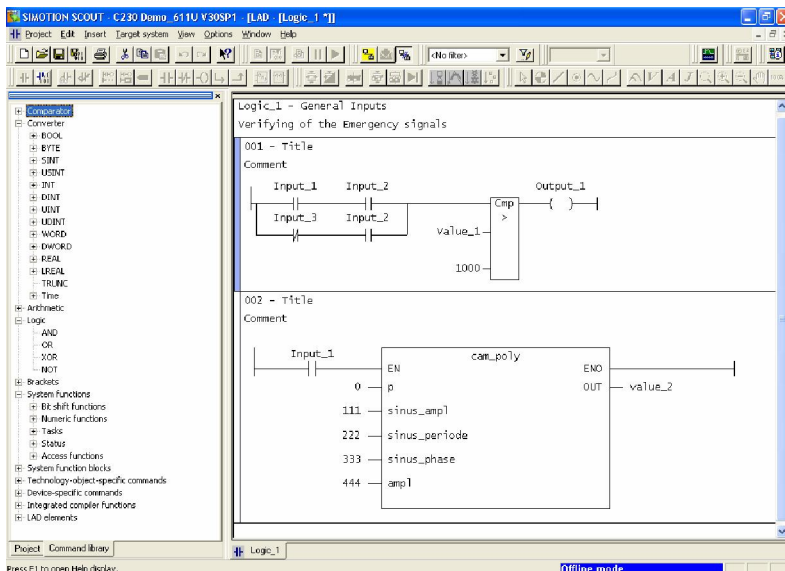 SIMOTION SCOUT - C230 Demo_611U V30SP1 - [LAD - [Logic_1 *]]
Project Edit Insert Target system View Options Window Help
<No filter>
Comparator
Converter
BOOL
BYTE
SINT
USINT
INT
DINT
UINT
UDINT
WORD
DWORD
REAL
LREAL
TRUNC
Time
Arithmetic
Logic
AND
OR
XOR
NOT
Brackets
System functions
Bit shift functions
Numeric functions
Tasks
Status
Access functions
System function blocks
Technology-object-specific commands
Device-specific commands
Integrated compiler functions
LAD elements
Project Command library
Logic_1 - General Inputs
Verifying of the Emergency signals
001 - Title
Comment
Input_1 Input_2 Output_1
Cmp
>
Input_3 Input_2
Value_1
1000
002 - Title
Comment
Input_1 cam_poly
EN ENO
0 p OUT value_2
111 sinus_ampl
222 sinus_periode
333 sinus_phase
444 ampl
Logic_1
Press F1 to open Help display. Offline mode